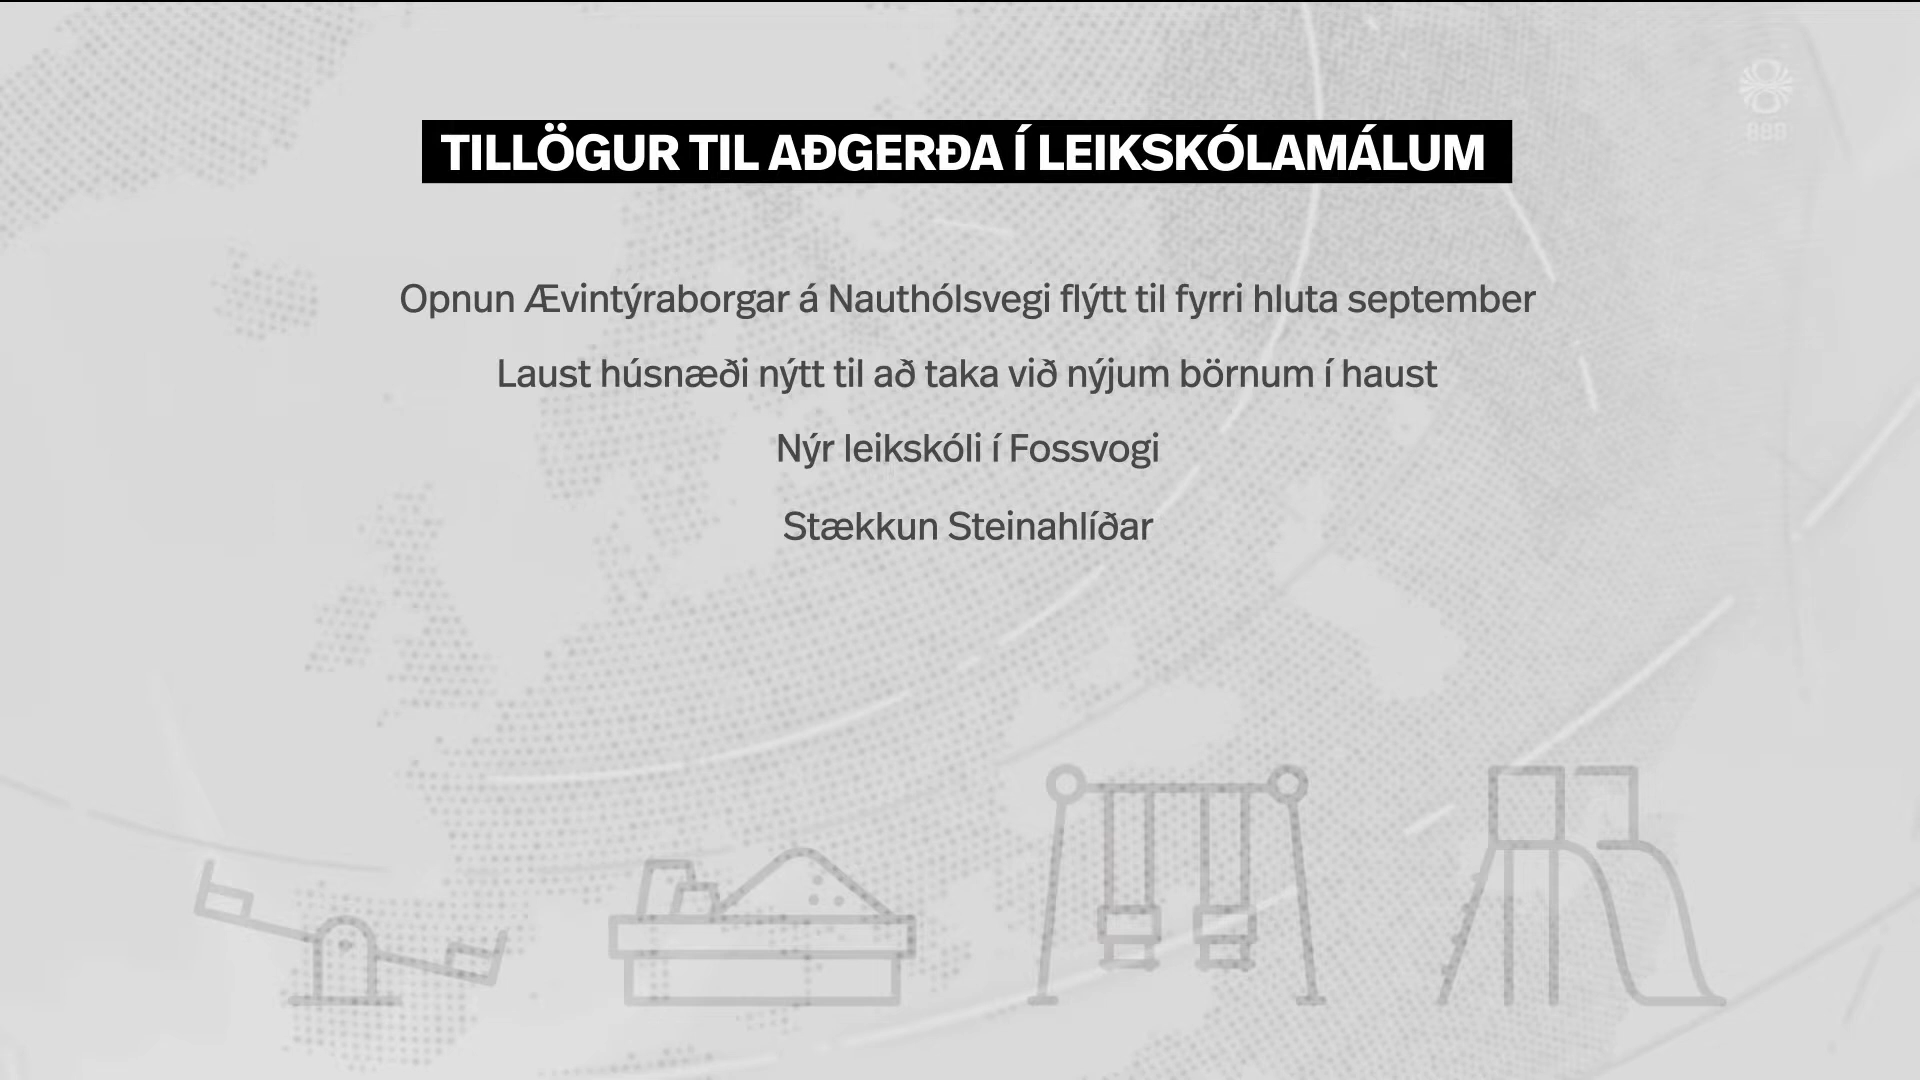 888
TILLÖGUR TIL AÐGERÐA Í LEIKSKÓLAMÁLUM
Opnun Ævintýraborgar á Nauthólsvegi flýtt til fyrri hluta september
Laust húsnæði nýtt til að taka við nýjum börnum í haust
Nýr leikskóli í Fossvogi
Stækkun Steinahlíðar